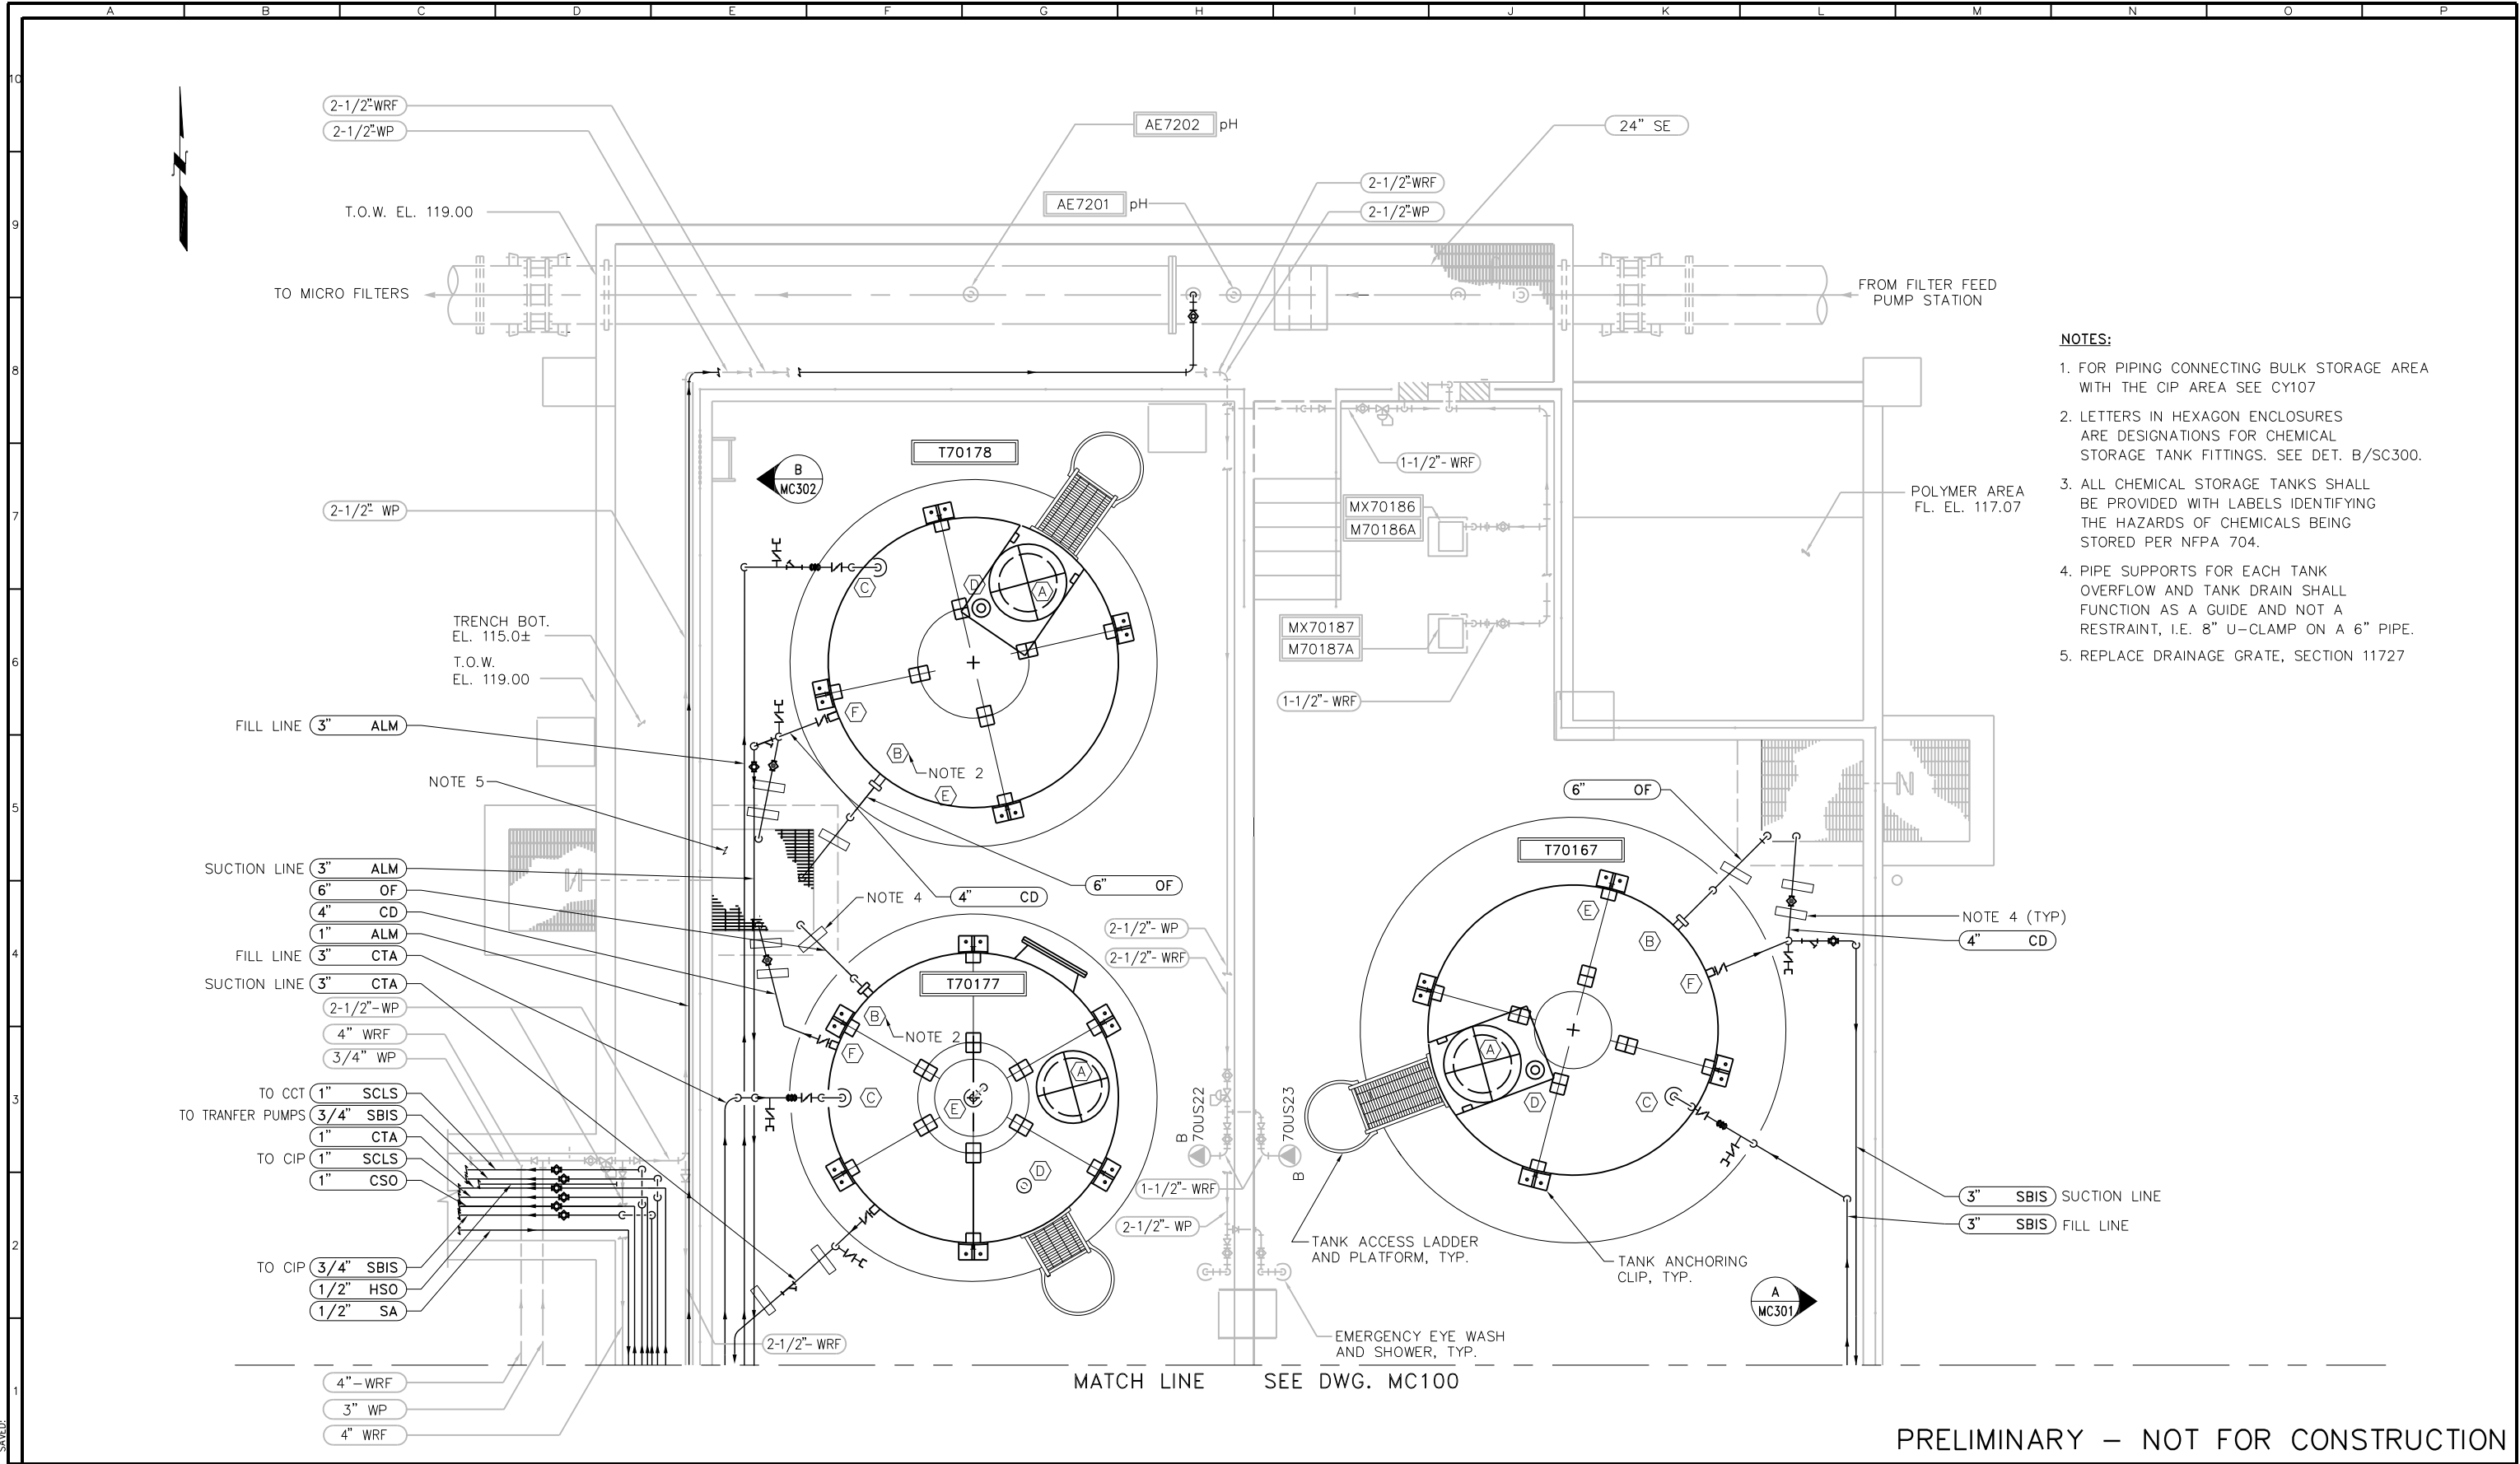 A B C D E F G H I J K L M N O P
10
9
8
7
6
5
4
3
2
1
2-1/2"-WRF
2-1/2"-WP
AE7202 pH
24" SE
AE7201 pH
2-1/2"-WRF
2-1/2"-WP
T.O.W. EL. 119.00
TO MICRO FILTERS
FROM FILTER FEED
PUMP STATION
NOTES:
1. FOR PIPING CONNECTING BULK STORAGE AREA
WITH THE CIP AREA SEE CY107
2. LETTERS IN HEXAGON ENCLOSURES
ARE DESIGNATIONS FOR CHEMICAL
STORAGE TANK FITTINGS. SEE DET. B/SC300.
3. ALL CHEMICAL STORAGE TANKS SHALL
BE PROVIDED WITH LABELS IDENTIFYING
THE HAZARDS OF CHEMICALS BEING
STORED PER NFPA 704.
4. PIPE SUPPORTS FOR EACH TANK
OVERFLOW AND TANK DRAIN SHALL
FUNCTION AS A GUIDE AND NOT A
RESTRAINT, I.E. 8" U-CLAMP ON A 6" PIPE.
5. REPLACE DRAINAGE GRATE, SECTION 11727
T70178
B
MC302
1-1/2"- WRF
2-1/2"- WP
MX70186
M70186A
POLYMER AREA
FL. EL. 117.07
C
D
A
MX70187
M70187A
TRENCH BOT.
EL. 115.0±
T.O.W.
EL. 119.00
1-1/2"- WRF
FILL LINE 3" ALM
F
B
NOTE 2
E
NOTE 5
6" OF
T70167
SUCTION LINE 3" ALM
6" OF
4" CD
1" ALM
FILL LINE 3" CTA
SUCTION LINE 3" CTA
2-1/2"-WP
4" WRF
3/4" WP
6" OF
NOTE 4
4" CD
2-1/2"- WP
2-1/2"- WRF
E
B
F
NOTE 4 (TYP)
4" CD
T70177
B
NOTE 2
F
A
C
E
D
A
D
C
B 70US22
70US23
B
TO CCT 1" SCLS
TO TRANFER PUMPS 3/4" SBIS
1" CTA
TO CIP 1" SCLS
1" CSO
1-1/2"- WRF
2-1/2"- WP
3" SBIS SUCTION LINE
3" SBIS FILL LINE
TANK ACCESS LADDER
AND PLATFORM, TYP.
TANK ANCHORING
CLIP, TYP.
TO CIP 3/4" SBIS
1/2" HSO
1/2" SA
A
MC301
2-1/2"- WRF
EMERGENCY EYE WASH
AND SHOWER, TYP.
4"-WRF
3" WP
4" WRF
MATCH LINE SEE DWG. MC100
PRELIMINARY - NOT FOR CONSTRUCTION
SAVED: